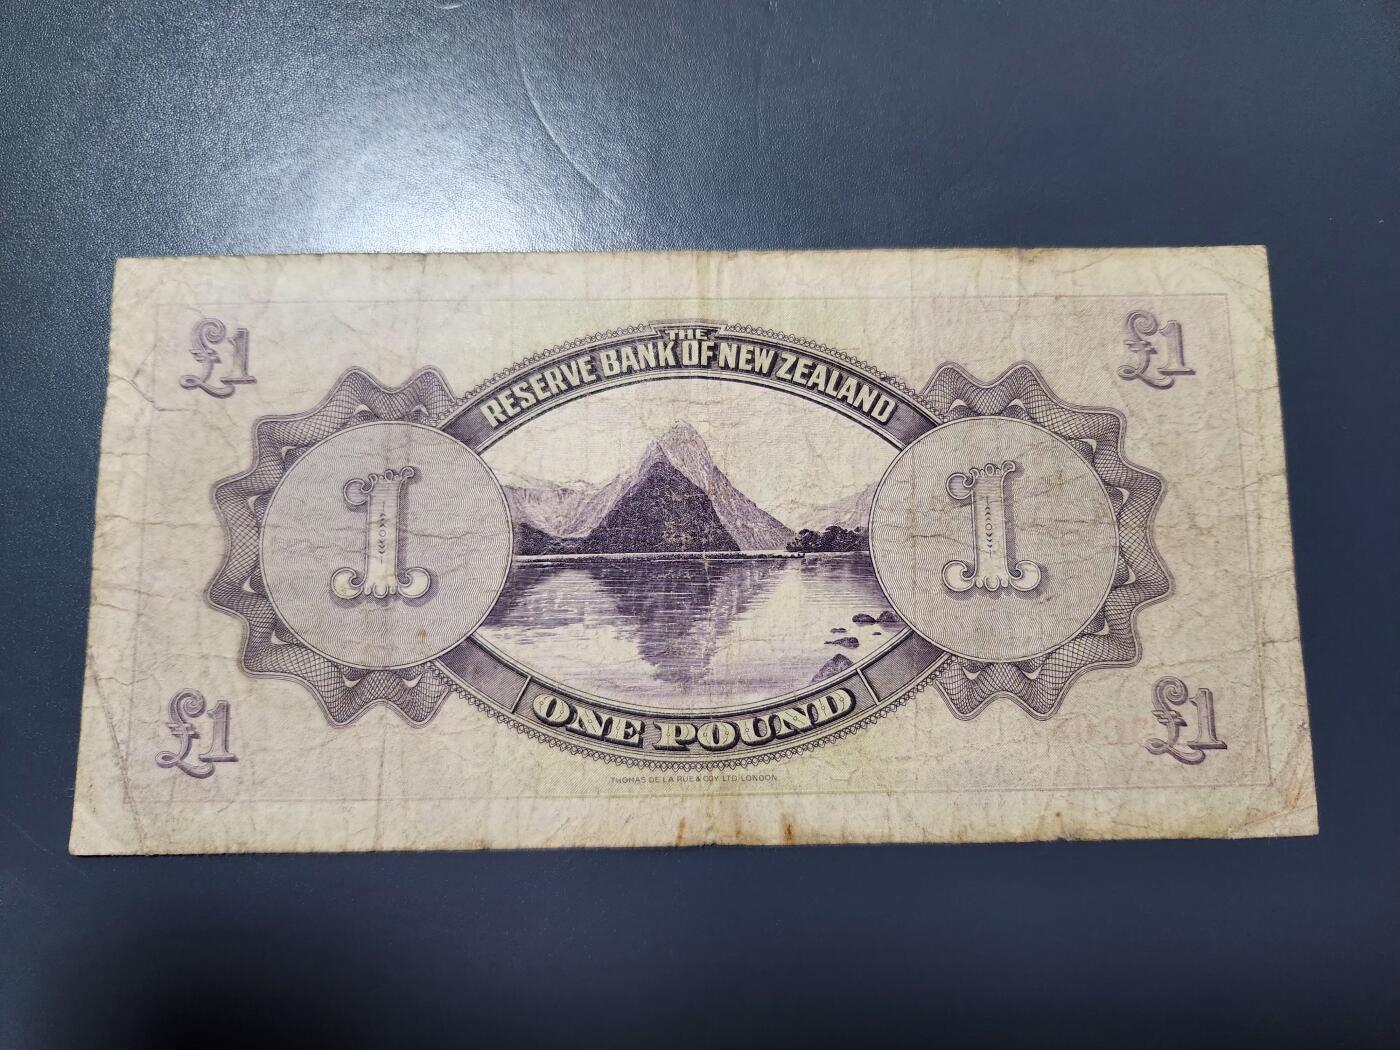 £1
£1
THE
RESERVE BANK OF NEW ZEALAND
1
1
£1
£1
ONE POUND
THOMAS DE LA RUE & COY. LTD. LONDON